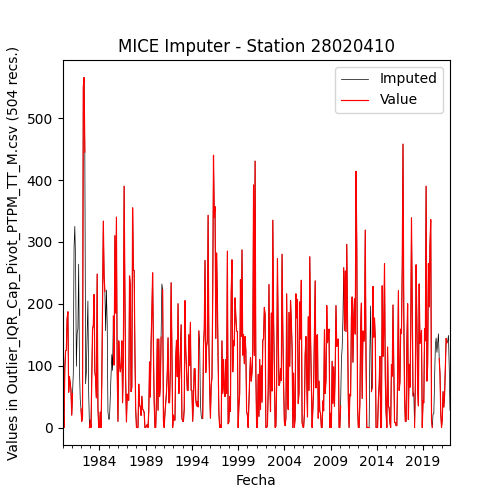 MICE Imputer - Station 28020410
Imputed
Value
Values in Outlier_IQR_Cap_Pivot_PTPM_TT_M.csv (504 recs.)
500
400
300
200
100
0
1984 1989 1994 1999 2004 2009 2014 2019
Fecha